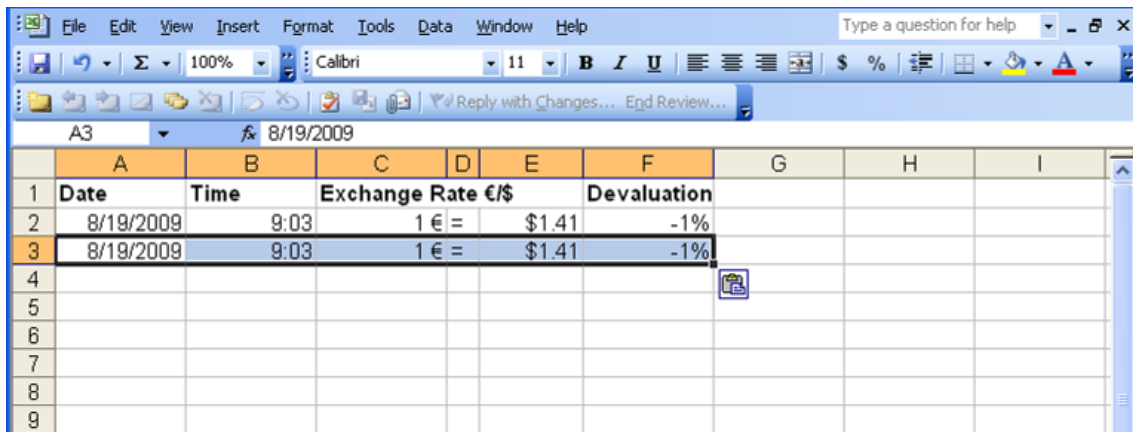 File Edit View Insert Format Tools Data Window Help Type a question for help
Σ 100% Calibri 11 B I U $ % A
Reply with Changes... End Review...
A3 fx 8/19/2009
A B C D E F G H I
1 Date Time Exchange Rate €/$ Devaluation
2 8/19/2009 9:03 1 € = $1.41 -1%
3 8/19/2009 9:03 1 € = $1.41 -1%
4
5
6
7
8
9